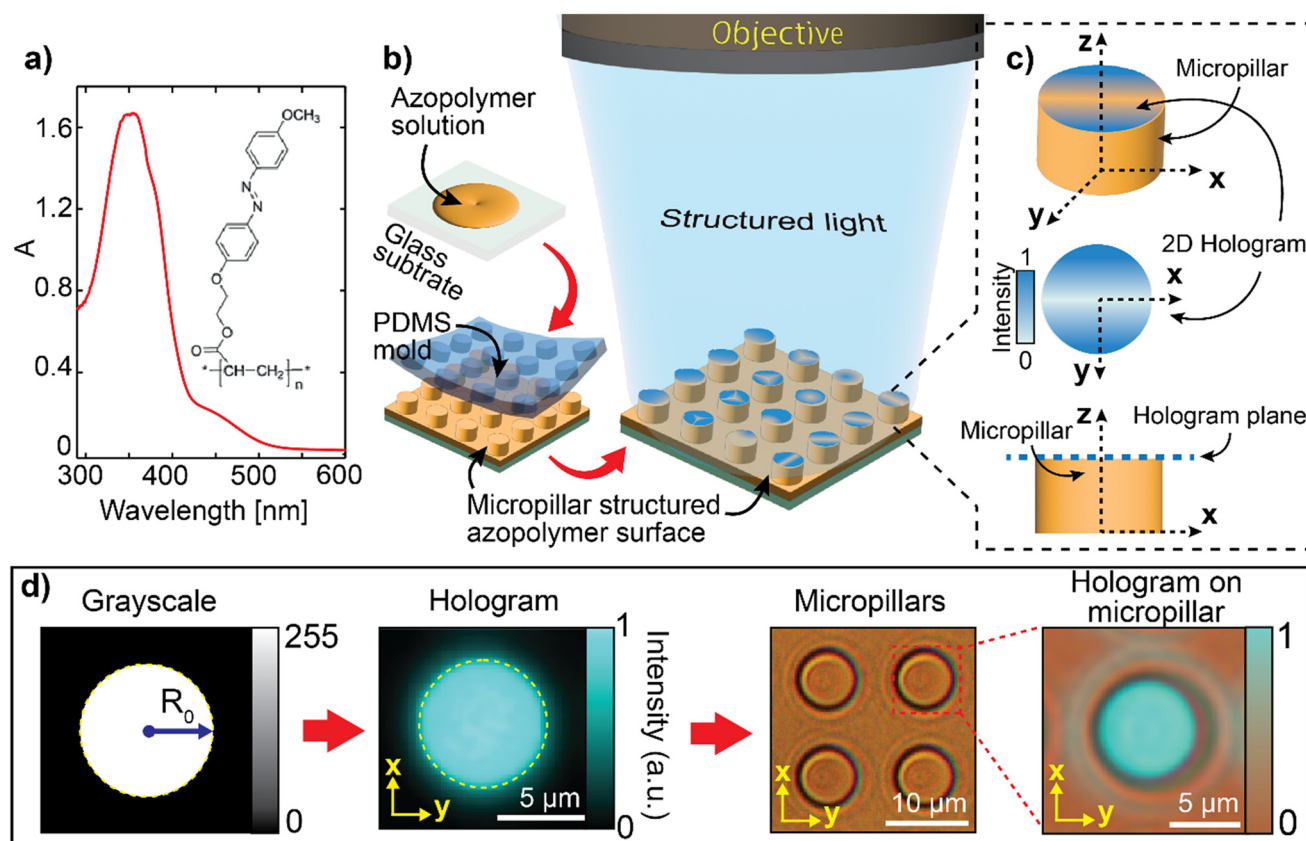 a)
A
1.6
1.2
0.8
0.4
0
300
400
500
600
Wavelength [nm]
OCH₃
N
N
O
O
O
* [CH-CH₂]ₙ *
b)
Objective
Azopolymer
solution
Glass
subtrate
PDMS
mold
Structured light
Micropillar structured
azopolymer surface
c)
z
Micropillar
x
y
2D Hologram
Intensity
1
0
x
y
z
Hologram plane
Micropillar
x
d)
Grayscale
255
R₀
0
Hologram
1
Intensity (a.u.)
x
y
5 µm
0
Micropillars
x
y
10 µm
Hologram on
micropillar
1
x
y
5 µm
0